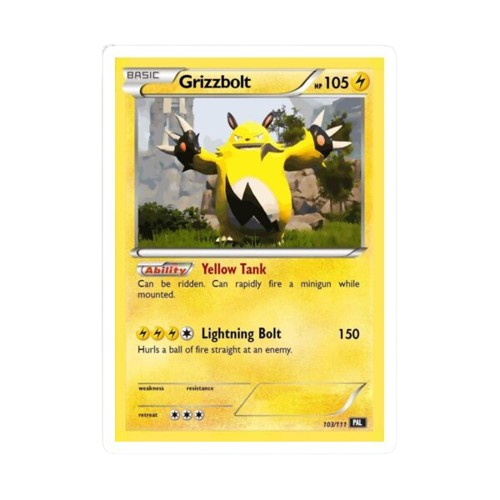 BASIC Grizzbolt HP 105
Ability Yellow Tank
Can be ridden. Can rapidly fire a minigun while
mounted.
Lightning Bolt 150
Hurls a ball of fire straight at an enemy.
weakness resistance
retreat
103/111 PAL